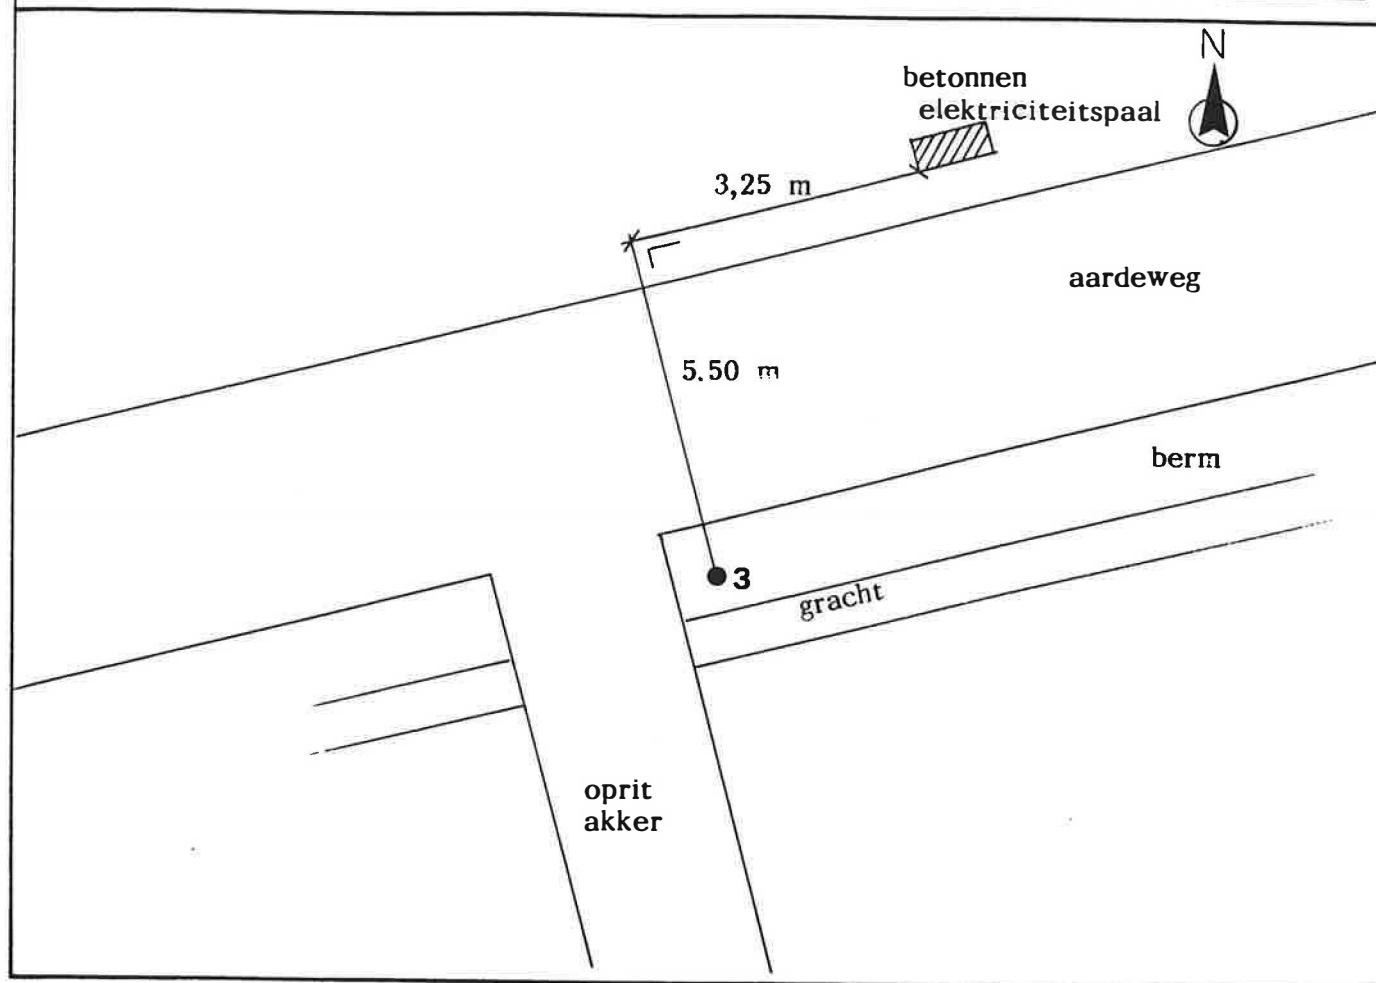 N
betonnen
elektriciteitspaal
3,25 m
aardeweg
5.50 m
berm
3
gracht
oprit
akker